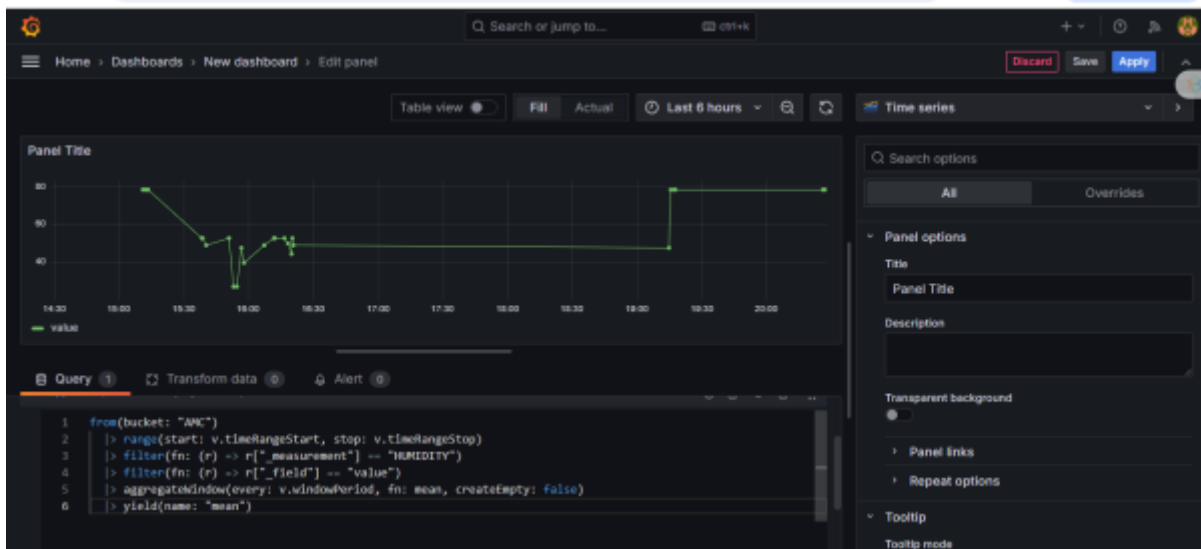 Search or jump to...
ctrl+k
Home › Dashboards › New dashboard › Edit panel
Discard
Save
Apply
Table view
Fill
Actual
Last 6 hours
Time series
Panel Title
80
60
40
14:30 15:00 15:30 16:00 16:30 17:00 17:30 18:00 18:30 19:00 19:30 20:00
value
Search options
All
Overrides
Panel options
Title
Panel Title
Description
Transparent background
Panel links
Repeat options
Tooltip
Tooltip mode
Query 1
Transform data 0
Alert 0
1 from(bucket: "AMC")
2 |> range(start: v.timeRangeStart, stop: v.timeRangeStop)
3 |> filter(fn: (r) => r["_measurement"] == "HUMIDITY")
4 |> filter(fn: (r) => r["_field"] == "value")
5 |> aggregateWindow(every: v.windowPeriod, fn: mean, createEmpty: false)
6 |> yield(name: "mean")